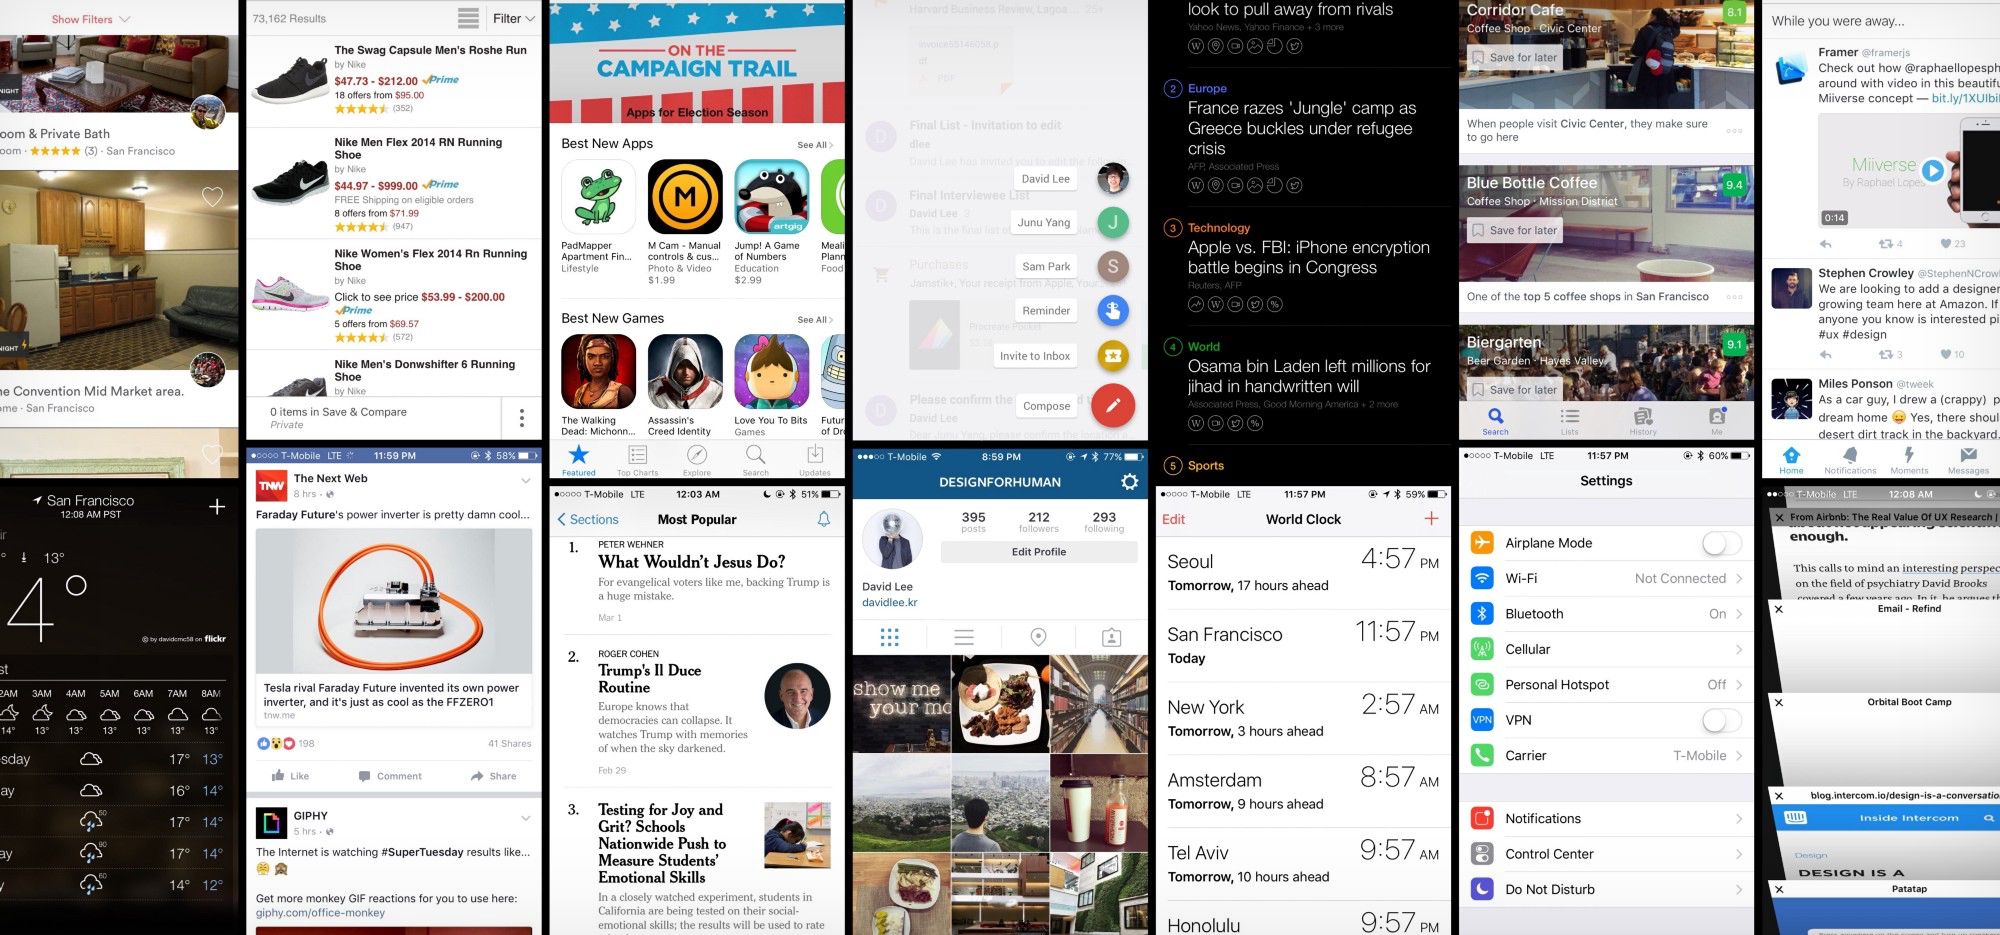 Show Filters
NIGHT
oom & Private Bath
oom · ★★★★★ (3) · San Francisco
NIGHT
he Convention Mid Market area.
ome · San Francisco
San Francisco
12:08 AM PST
13°
4°
© by davidcmc58 on flickr
st
2AM 3AM 4AM 5AM 6AM 7AM 8AM
14° 13° 13° 13° 13° 13° 13°
sday 17° 13°
ay 16° 14°
50 17° 14°
ay 90 17° 14°
y 60 14° 12°
73,162 Results
Filter
The Swag Capsule Men's Roshe Run
by Nike
$47.73 - $212.00 Prime
18 offers from $95.00
(352)
Nike Men Flex 2014 RN Running
Shoe
by Nike
$44.97 - $999.00 Prime
FREE Shipping on eligible orders
8 offers from $71.99
(947)
Nike Women's Flex 2014 Rn Running
Shoe
by Nike
Click to see price $53.99 - $200.00
Prime
5 offers from $69.57
(572)
Nike Men's Donwshifter 6 Running
Shoe
by Nike
0 items in Save & Compare
Private
T-Mobile LTE 11:59 PM 58%
TNW
The Next Web
8 hrs ·
Faraday Future's power inverter is pretty damn cool...
Tesla rival Faraday Future invented its own power
inverter, and it's just as cool as the FFZERO1
tnw.me
198 41 Shares
Like Comment Share
GIPHY
5 hrs ·
The Internet is watching #SuperTuesday results like...
Get more monkey GIF reactions for you to use here:
giphy.com/office-monkey
ON THE
CAMPAIGN TRAIL
Apps for Election Season
Best New Apps See All >
M
artgig
PadMapper
Apartment Fin...
Lifestyle
M Cam - Manual
controls & cus...
Photo & Video
$1.99
Jump! A Game
of Numbers
Education
$2.99
Meali
Plann
Food
Best New Games See All >
The Walking
Dead: Michonn...
Assassin's
Creed Identity
Love You To Bits
Games
Futur
of Dr
Featured Top Charts Explore Search Updates
T-Mobile LTE 12:03 AM 51%
Sections Most Popular
1. PETER WEHNER
What Wouldn't Jesus Do?
For evangelical voters like me, backing Trump is
a huge mistake.
Mar 1
2. ROGER COHEN
Trump's Il Duce
Routine
Europe knows that
democracies can collapse. It
watches Trump with memories
of when the sky darkened.
Feb 29
3. Testing for Joy and
Grit? Schools
Nationwide Push to
Measure Students'
Emotional Skills
In a closely watched experiment, students in
California are being tested on their social-
emotional skills; the results will be used to rate
Harvard Business Review, Lagoa ... 25+
invoice58146058.p
df
PDF
D
Final List - Invitation to edit
dlee
David Lee has invited you to edit the
David Lee
J
Junu Yang
D
Final Interviewee List
David Lee 3
This is the final list o
S
Sam Park
Purchases
Jamstik+, Your receipt from Apple, Your
Reminder
Procreate Pocket
Invite to Inbox
D
Please confirm the
David Lee
Compose
T-Mobile 8:59 PM 77%
DESIGNFORHUMAN
395 212 293
posts followers following
Edit Profile
David Lee
davidlee.kr
show me
your mo
look to pull away from rivals
Yahoo News, Yahoo Finance + 3 more
2 Europe
France razes 'Jungle' camp as
Greece buckles under refugee
crisis
AFP, Associated Press
3 Technology
Apple vs. FBI: iPhone encryption
battle begins in Congress
Reuters, AFP
4 World
Osama bin Laden left millions for
jihad in handwritten will
Associated Press, Good Morning America + 2 more
5 Sports
T-Mobile LTE 11:57 PM 59%
Edit World Clock +
Seoul 4:57 PM
Tomorrow, 17 hours ahead
San Francisco 11:57 PM
Today
New York 2:57 AM
Tomorrow, 3 hours ahead
Amsterdam 8:57 AM
Tomorrow, 9 hours ahead
Tel Aviv 9:57 AM
Tomorrow, 10 hours ahead
Honolulu 9:57 PM
Corridor Cafe 8.1
Coffee Shop · Civic Center
Save for later
When people visit Civic Center, they make sure
to go here
Blue Bottle Coffee 9.4
Coffee Shop · Mission District
Save for later
One of the top 5 coffee shops in San Francisco
Biergarten 9.1
Beer Garden · Hayes Valley
Save for later
Search Lists History Me
T-Mobile LTE 11:57 PM 60%
Settings
Airplane Mode
Wi-Fi Not Connected
Bluetooth On
Cellular
Personal Hotspot Off
VPN VPN
Carrier T-Mobile
Notifications
Control Center
Do Not Disturb
While you were away...
Framer @framerjs
Check out how @raphaellopesph
around with video in this beautifu
Miiverse concept — bit.ly/1XUIbil
Miiverse
By Raphael Lopes
0:14
4 23
Stephen Crowley @StephenNCrowl
We are looking to add a designer
growing team here at Amazon. If
anyone you know is interested pi
#ux #design
3 10
Miles Ponson @tweek
As a car guy, I drew a (crappy) p
dream home 😄 Yes, there shoul
desert dirt track in the backyard.
Home Notifications Moments Messages
T-Mobile LTE 12:08 AM
From Airbnb: The Real Value Of UX Research |
enough.
This calls to mind an interesting perspec
on the field of psychiatry David Brooks
covered a few years ago. In it, he argues th
Email - Refind
Orbital Boot Camp
blog.intercom.io/design-is-a-conversatio
Inside Intercom
Design
DESIGN IS A
Patatap